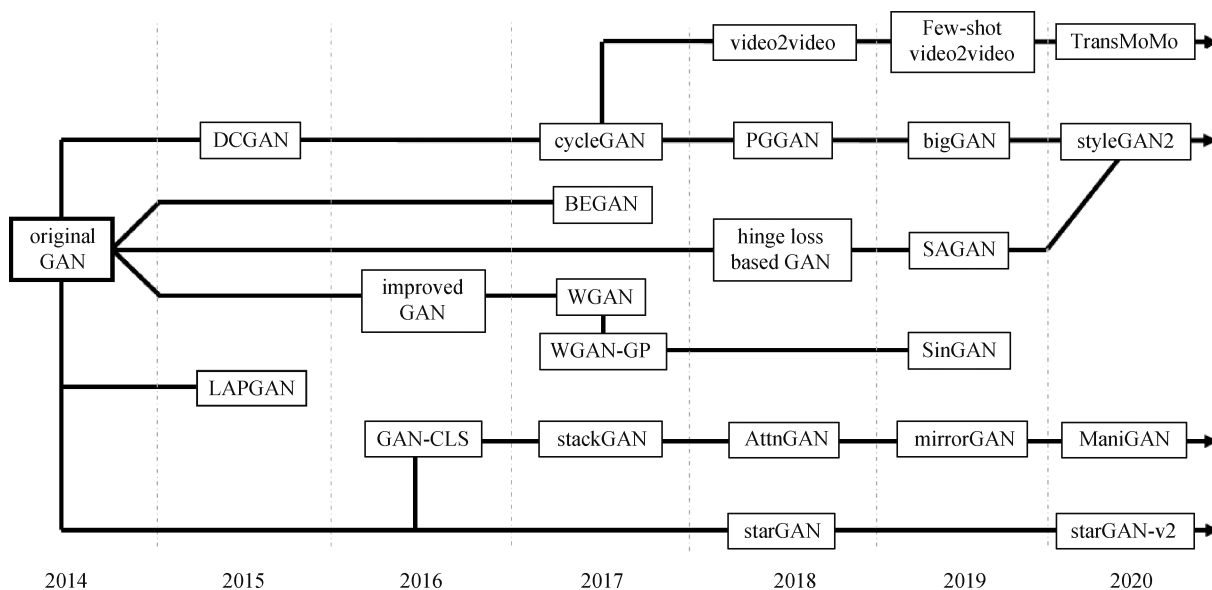 video2video
Few-shot
video2video
TransMoMo
DCGAN
cycleGAN
PGGAN
bigGAN
styleGAN2
BEGAN
original
GAN
hinge loss
based GAN
SAGAN
improved
GAN
WGAN
WGAN-GP
SinGAN
LAPGAN
GAN-CLS
stackGAN
AttnGAN
mirrorGAN
ManiGAN
starGAN
starGAN-v2
2014
2015
2016
2017
2018
2019
2020